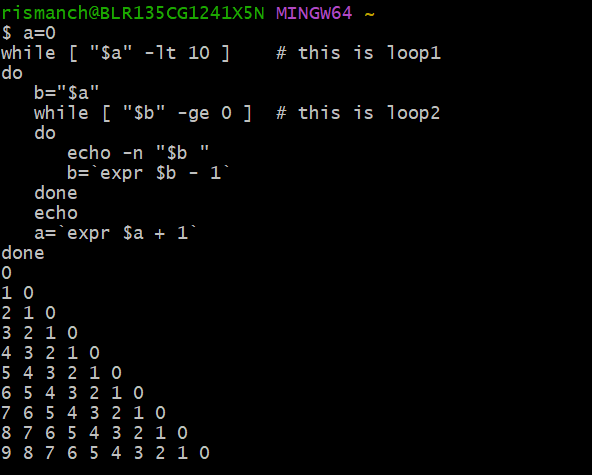 rismanch@BLR135CG1241X5N MINGW64 ~
$ a=0
while [ "$a" -lt 10 ]    # this is loop1
do
   b="$a"
   while [ "$b" -ge 0 ]  # this is loop2
   do
      echo -n "$b "
      b=`expr $b - 1`
   done
   echo
   a=`expr $a + 1`
done
0
1 0
2 1 0
3 2 1 0
4 3 2 1 0
5 4 3 2 1 0
6 5 4 3 2 1 0
7 6 5 4 3 2 1 0
8 7 6 5 4 3 2 1 0
9 8 7 6 5 4 3 2 1 0